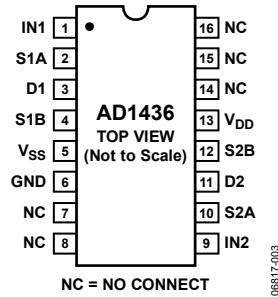 IN1 1 16 NC
S1A 2 15 NC
D1 3 14 NC
S1B 4 AD1436 13 VDD
TOP VIEW
VSS 5 (Not to Scale) 12 S2B
GND 6 11 D2
NC 7 10 S2A
NC 8 9 IN2
NC = NO CONNECT
06817-003